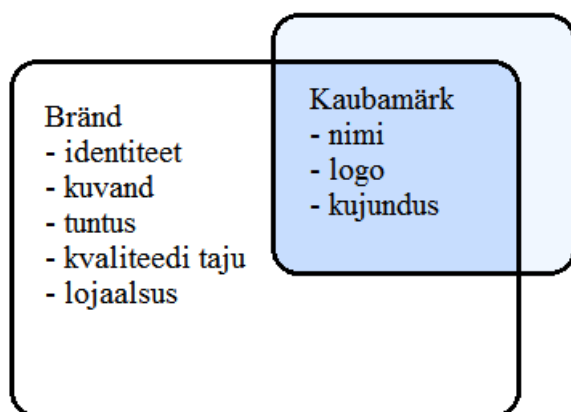 Bränd
- identiteet
- kuvand
- tuntus
- kvaliteedi taju
- lojaalsus
Kaubamärk
- nimi
- logo
- kujundus